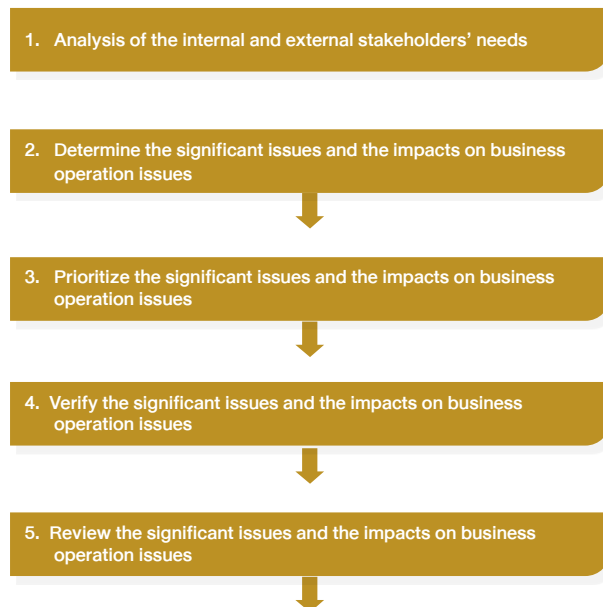 1. Analysis of the internal and external stakeholders’ needs
2. Determine the significant issues and the impacts on business
operation issues
3. Prioritize the significant issues and the impacts on business
operation issues
4. Verify the significant issues and the impacts on business
operation issues
5. Review the significant issues and the impacts on business
operation issues